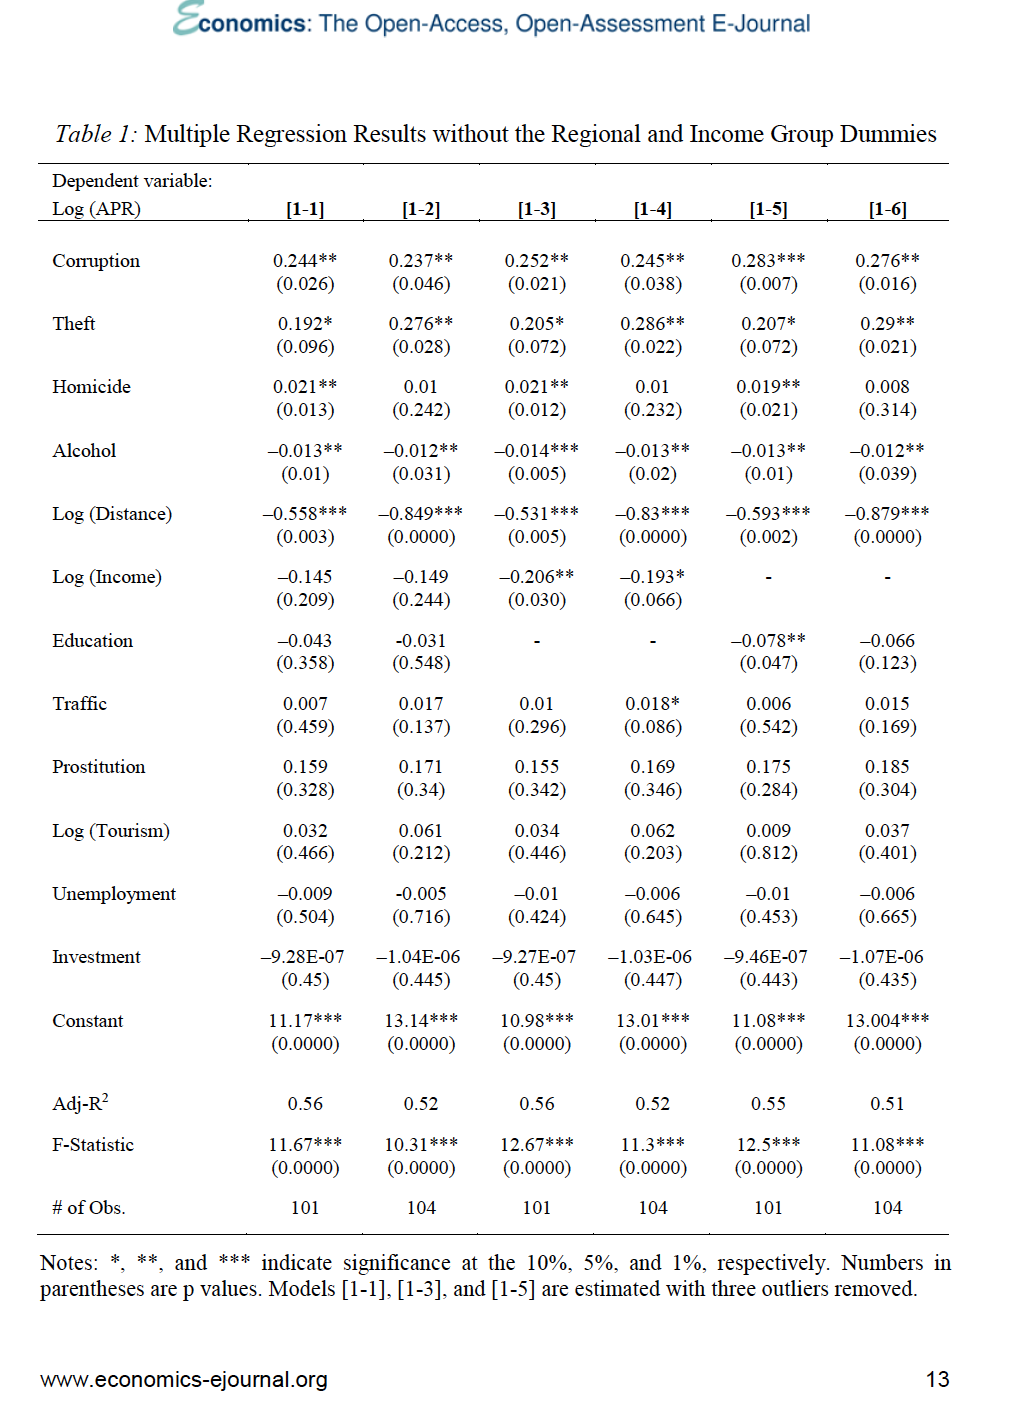 Economics: The Open-Access, Open-Assessment E-Journal
Table 1: Multiple Regression Results without the Regional and Income Group Dummies
Dependent variable:
Log (APR) [1-1] [1-2] [1-3] [1-4] [1-5] [1-6]
Corruption 0.244** 0.237** 0.252** 0.245** 0.283*** 0.276**
(0.026) (0.046) (0.021) (0.038) (0.007) (0.016)
Theft 0.192* 0.276** 0.205* 0.286** 0.207* 0.29**
(0.096) (0.028) (0.072) (0.022) (0.072) (0.021)
Homicide 0.021** 0.01 0.021** 0.01 0.019** 0.008
(0.013) (0.242) (0.012) (0.232) (0.021) (0.314)
Alcohol –0.013** –0.012** –0.014*** –0.013** –0.013** –0.012**
(0.01) (0.031) (0.005) (0.02) (0.01) (0.039)
Log (Distance) –0.558*** –0.849*** –0.531*** –0.83*** –0.593*** –0.879***
(0.003) (0.0000) (0.005) (0.0000) (0.002) (0.0000)
Log (Income) –0.145 –0.149 –0.206** –0.193* - -
(0.209) (0.244) (0.030) (0.066)
Education –0.043 -0.031 - - –0.078** –0.066
(0.358) (0.548) (0.047) (0.123)
Traffic 0.007 0.017 0.01 0.018* 0.006 0.015
(0.459) (0.137) (0.296) (0.086) (0.542) (0.169)
Prostitution 0.159 0.171 0.155 0.169 0.175 0.185
(0.328) (0.34) (0.342) (0.346) (0.284) (0.304)
Log (Tourism) 0.032 0.061 0.034 0.062 0.009 0.037
(0.466) (0.212) (0.446) (0.203) (0.812) (0.401)
Unemployment –0.009 -0.005 –0.01 –0.006 –0.01 –0.006
(0.504) (0.716) (0.424) (0.645) (0.453) (0.665)
Investment –9.28E-07 –1.04E-06 –9.27E-07 –1.03E-06 –9.46E-07 –1.07E-06
(0.45) (0.445) (0.45) (0.447) (0.443) (0.435)
Constant 11.17*** 13.14*** 10.98*** 13.01*** 11.08*** 13.004***
(0.0000) (0.0000) (0.0000) (0.0000) (0.0000) (0.0000)
Adj-R² 0.56 0.52 0.56 0.52 0.55 0.51
F-Statistic 11.67*** 10.31*** 12.67*** 11.3*** 12.5*** 11.08***
(0.0000) (0.0000) (0.0000) (0.0000) (0.0000) (0.0000)
# of Obs. 101 104 101 104 101 104
Notes: *, **, and *** indicate significance at the 10%, 5%, and 1%, respectively. Numbers in
parentheses are p values. Models [1-1], [1-3], and [1-5] are estimated with three outliers removed.
www.economics-ejournal.org 13